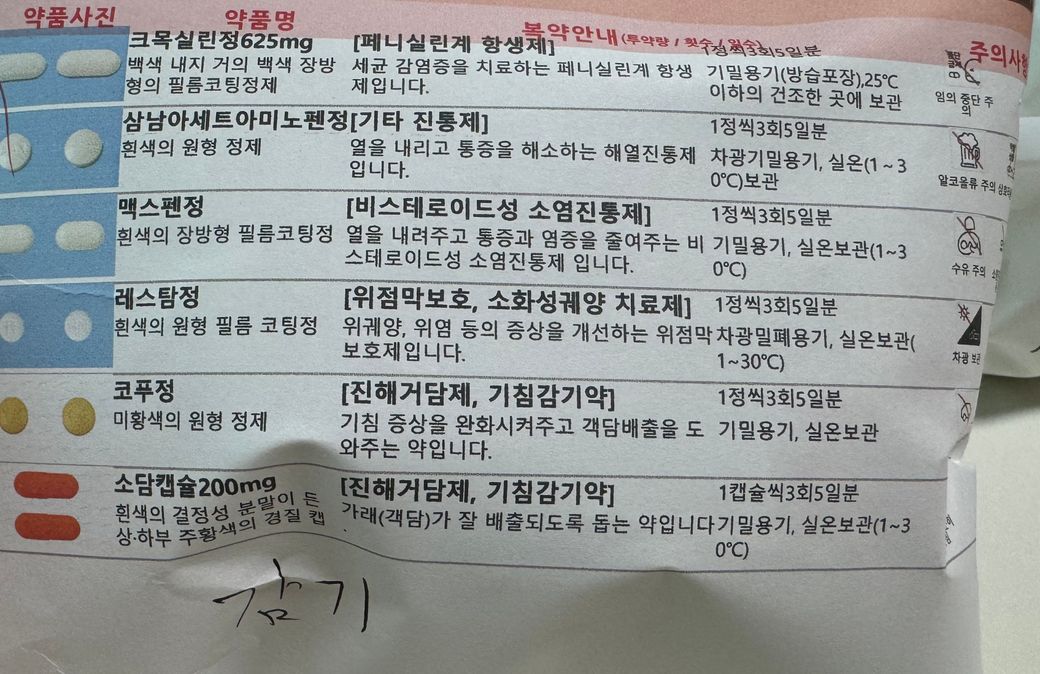 약품사진 약품명 복약안내(투약량 / 횟수 / 일수) 주의사항
크목실린정625mg [페니실린계 항생제] 1정씩3회5일분
백색 내지 거의 백색 장방 세균 감염증을 치료하는 페니실린계 항생 기밀용기(방습포장),25℃
형의 필름코팅정제 제입니다. 이하의 건조한 곳에 보관
임의 중단 주
의
삼남아세트아미노펜정[기타 진통제] 1정씩3회5일분
흰색의 원형 정제 열을 내리고 통증을 해소하는 해열진통제 차광기밀용기, 실온(1~3
입니다. 0℃)보관
알코올류 주의
맥스펜정 [비스테로이드성 소염진통제] 1정씩3회5일분
흰색의 장방형 필름코팅정 열을 내려주고 통증과 염증을 줄여주는 비 기밀용기, 실온보관(1~3
스테로이드성 소염진통제 입니다. 0℃)
수유 주의
레스탐정 [위점막보호, 소화성궤양 치료제] 1정씩3회5일분
흰색의 원형 필름 코팅정 위궤양, 위염 등의 증상을 개선하는 위점막 차광밀폐용기, 실온보관(
보호제입니다. 1~30℃)
차광 보관
코푸정 [진해거담제, 기침감기약] 1정씩3회5일분
미황색의 원형 정제 기침 증상을 완화시켜주고 객담배출을 도 기밀용기, 실온보관
와주는 약입니다.
소담캡슐200mg [진해거담제, 기침감기약] 1캡슐씩3회5일분
흰색의 결정성 분말이 든 가래(객담)가 잘 배출되도록 돕는 약입니다 기밀용기, 실온보관(1~3
상·하부 주황색의 경질 캡 . 0℃)
감기